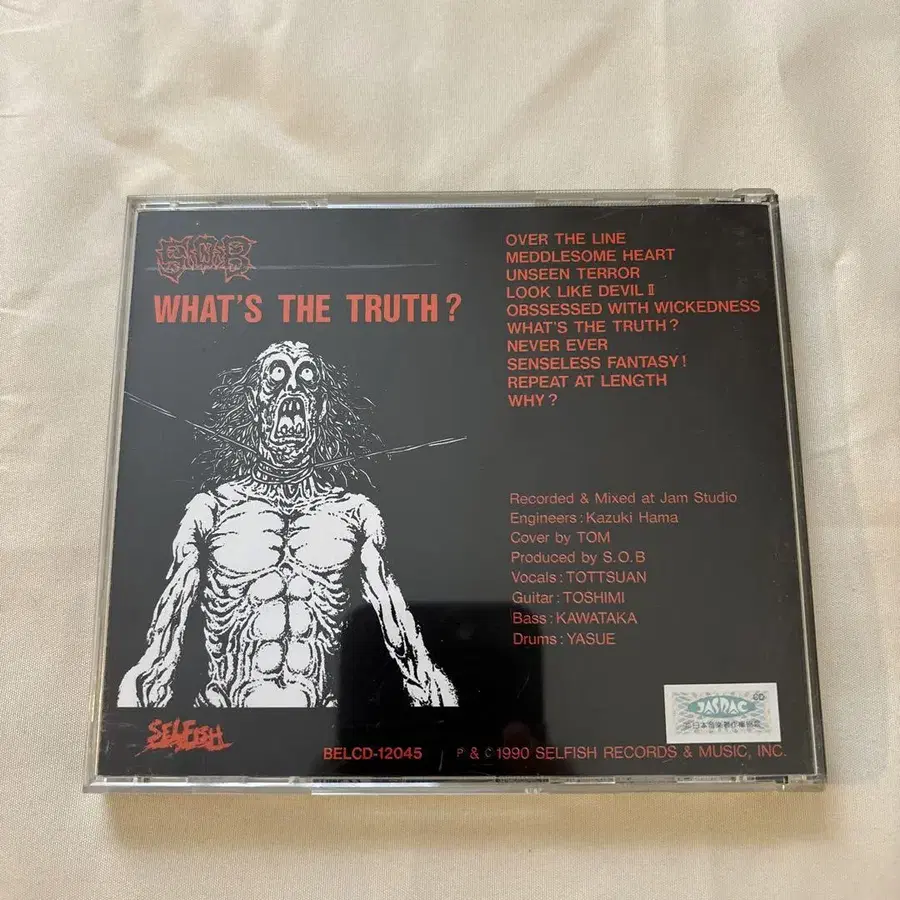 S.O.B
WHAT'S THE TRUTH?
OVER THE LINE
MEDDLESOME HEART
UNSEEN TERROR
LOOK LIKE DEVIL Ⅱ
OBSSESSED WITH WICKEDNESS
WHAT'S THE TRUTH?
NEVER EVER
SENSELESS FANTASY!
REPEAT AT LENGTH
WHY?
Recorded & Mixed at Jam Studio
Engineers: Kazuki Hama
Cover by TOM
Produced by S.O.B
Vocals: TOTTSUAN
Guitar: TOSHIMI
Bass: KAWATAKA
Drums: YASUE
SELFISH
BELCD-12045
P & C 1990 SELFISH RECORDS & MUSIC, INC.
CD
JASRAC